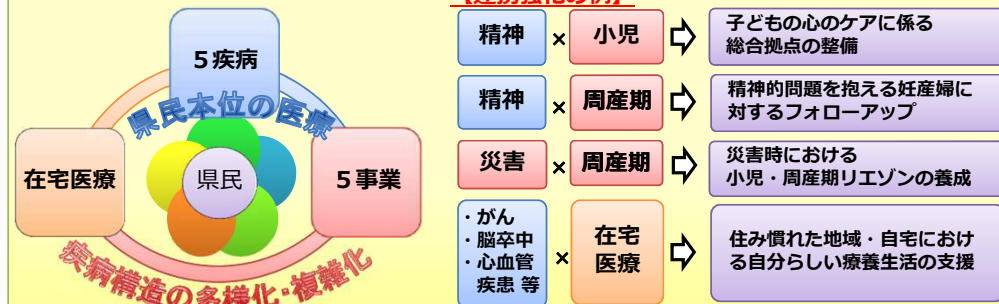 【連携強化の例】
5疾病
県民本位の医療
在宅医療
県民
5事業
疾病構造の多様化・複雑化
精神
×
小児
子どもの心のケアに係る
総合拠点の整備
精神
×
周産期
精神的問題を抱える妊産婦に
対するフォローアップ
災害
×
周産期
災害時における
小児・周産期リエゾンの養成
・がん
・脳卒中
・心血管
疾患 等
×
在宅
医療
住み慣れた地域・自宅におけ
る自分らしい療養生活の支援